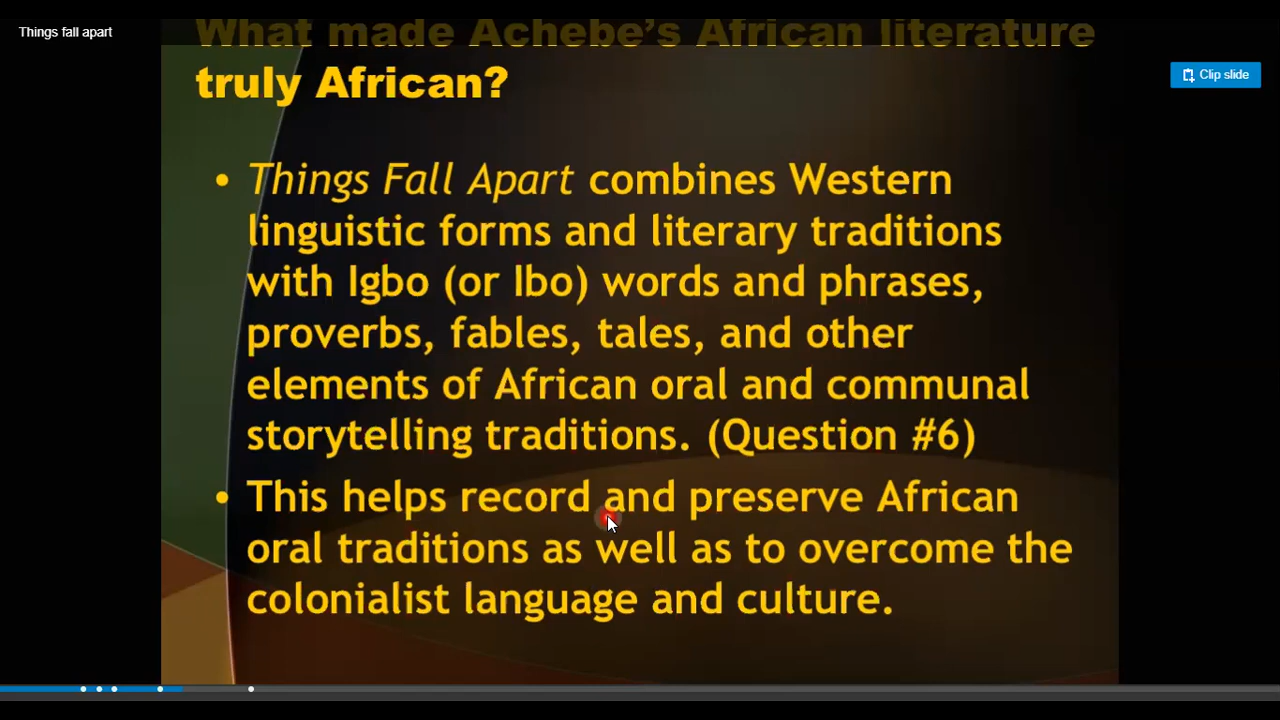 Things fall apart
What made Achebe's African literature
truly African?
Clip slide
• Things Fall Apart combines Western
linguistic forms and literary traditions
with Igbo (or Ibo) words and phrases,
proverbs, fables, tales, and other
elements of African oral and communal
storytelling traditions. (Question #6)
• This helps record and preserve African
oral traditions as well as to overcome the
colonialist language and culture.